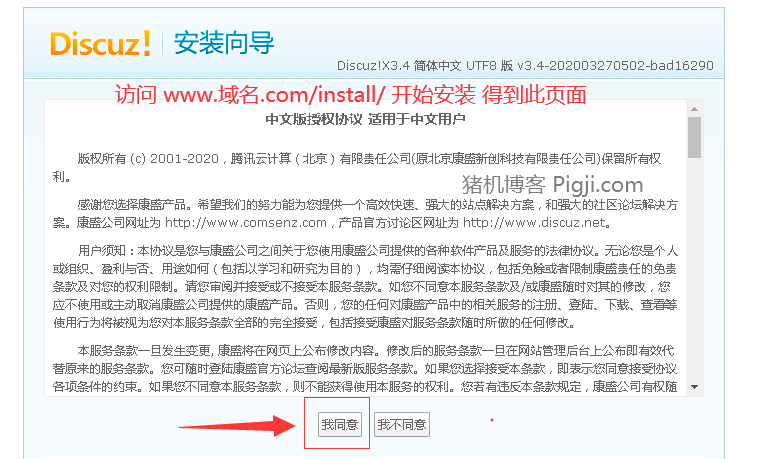 Discuz! 安装向导
Discuz!X3.4 简体中文 UTF8 版 v3.4-202003270502-bad16290
访问 www.域名.com/install/ 开始安装 得到此页面
中文版授权协议 适用于中文用户
版权所有 (c) 2001-2020，腾讯云计算（北京）有限责任公司(原北京康盛新创科技有限责任公司)保留所有权
利。
猪机博客 Pigji.com
感谢您选择康盛产品。希望我们的努力能为您提供一个高效快速、强大的站点解决方案，和强大的社区论坛解决方
案。康盛公司网址为 http://www.comsenz.com，产品官方讨论区网址为 http://www.discuz.net。
用户须知：本协议是您与康盛公司之间关于您使用康盛公司提供的各种软件产品及服务的法律协议。无论您是个人
或组织、盈利与否、用途如何（包括以学习和研究为目的），均需仔细阅读本协议，包括免除或者限制康盛责任的免责
条款及对您的权利限制。请您审阅并接受或不接受本服务条款。如您不同意本服务条款及/或康盛随时对其的修改，您
应不使用或主动取消康盛公司提供的康盛产品。否则，您的任何对康盛产品中的相关服务的注册、登陆、下载、查看等
使用行为将被视为您对本服务条款全部的完全接受，包括接受康盛对服务条款随时所做的任何修改。
本服务条款一旦发生变更, 康盛将在网页上公布修改内容。修改后的服务条款一旦在网站管理后台上公布即有效代
替原来的服务条款。您可随时登陆康盛官方论坛查阅最新版服务条款。如果您选择接受本条款，即表示您同意接受协议
各项条件的约束。如果您不同意本服务条款，则不能获得使用本服务的权利。您若有违反本条款规定，康盛公司有权随
我同意 我不同意